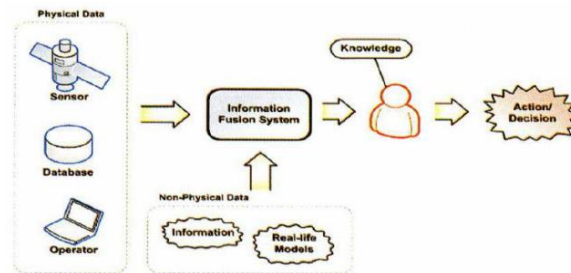 Physical Data
Sensor
Database
Operator
Information
Fusion System
Non-Physical Data
Information
Real-life
Models
Knowledge
Action/
Decision